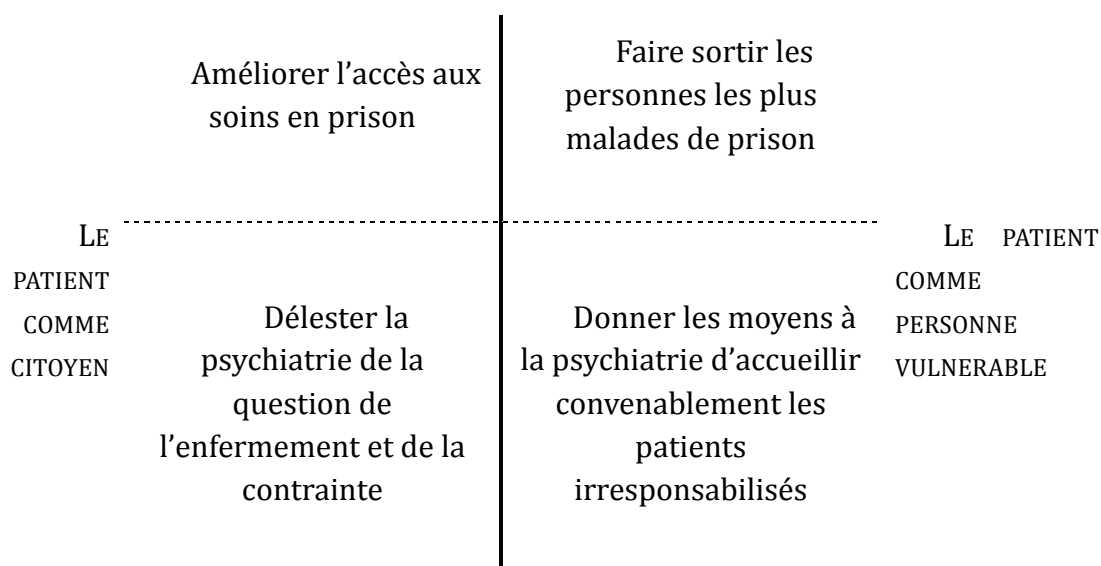 Améliorer l’accès aux
soins en prison
Faire sortir les
personnes les plus
malades de prison
LE
PATIENT
COMME
CITOYEN
LE PATIENT
COMME
PERSONNE
VULNERABLE
Délester la
psychiatrie de la
question de
l’enfermement et de la
contrainte
Donner les moyens à
la psychiatrie d’accueillir
convenablement les
patients
irresponsabilisés